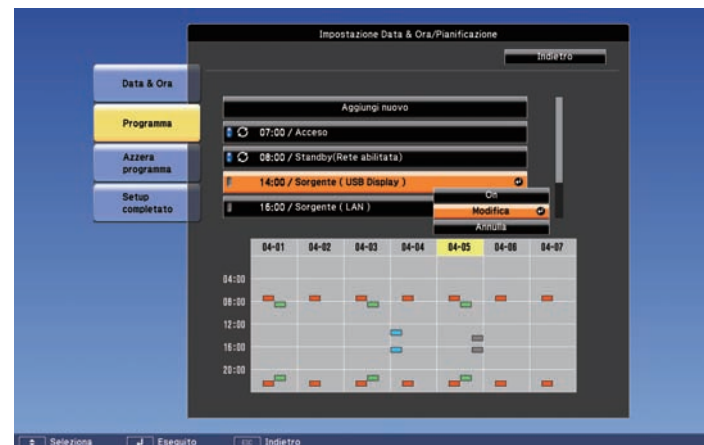 Impostazione Data & Ora/Pianificazione
Indietro
Data & Ora
Programma
Azzera
programma
Setup
completato
Aggiungi nuovo
07:00 / Acceso
08:00 / Standby(Rete abilitata)
14:00 / Sorgente ( USB Display )
16:00 / Sorgente ( LAN )
On
Modifica
Annulla
04-01 04-02 04-03 04-04 04-05 04-06 04-07
04:00
08:00
12:00
16:00
20:00
Seleziona Eseguito Esc Indietro